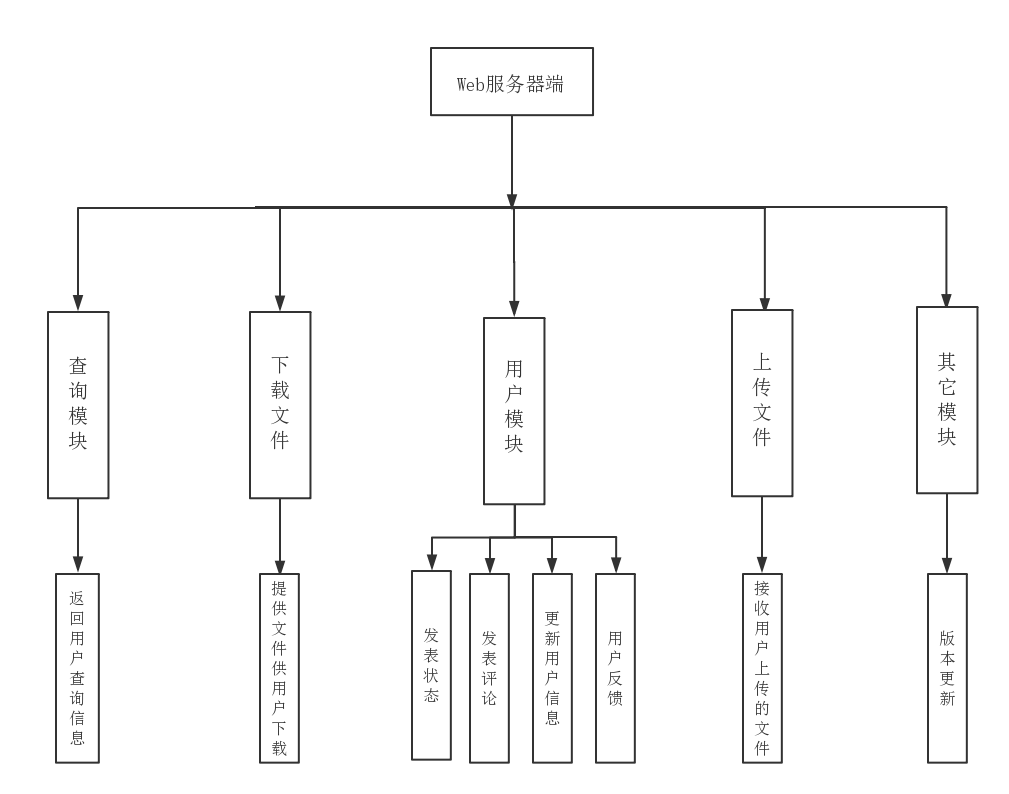 Web服务器端
查询模块
下载文件
用户模块
上传文件
其它模块
返回用户查询信息
提供文件供用户下载
发表状态
发表评论
更新用户信息
用户反馈
接收用户上传的文件
版本更新